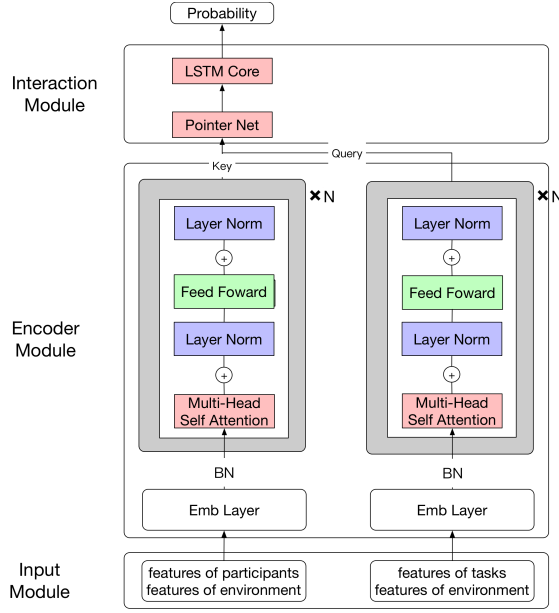 Probability
Interaction
Module
LSTM Core
Pointer Net
Query
Key
N
N
Layer Norm
Layer Norm
+
+
Feed Foward
Feed Foward
Encoder
Module
Layer Norm
Layer Norm
+
+
Multi-Head
Self Attention
Multi-Head
Self Attention
BN
BN
Emb Layer
Emb Layer
Input
Module
features of participants
features of environment
features of tasks
features of environment